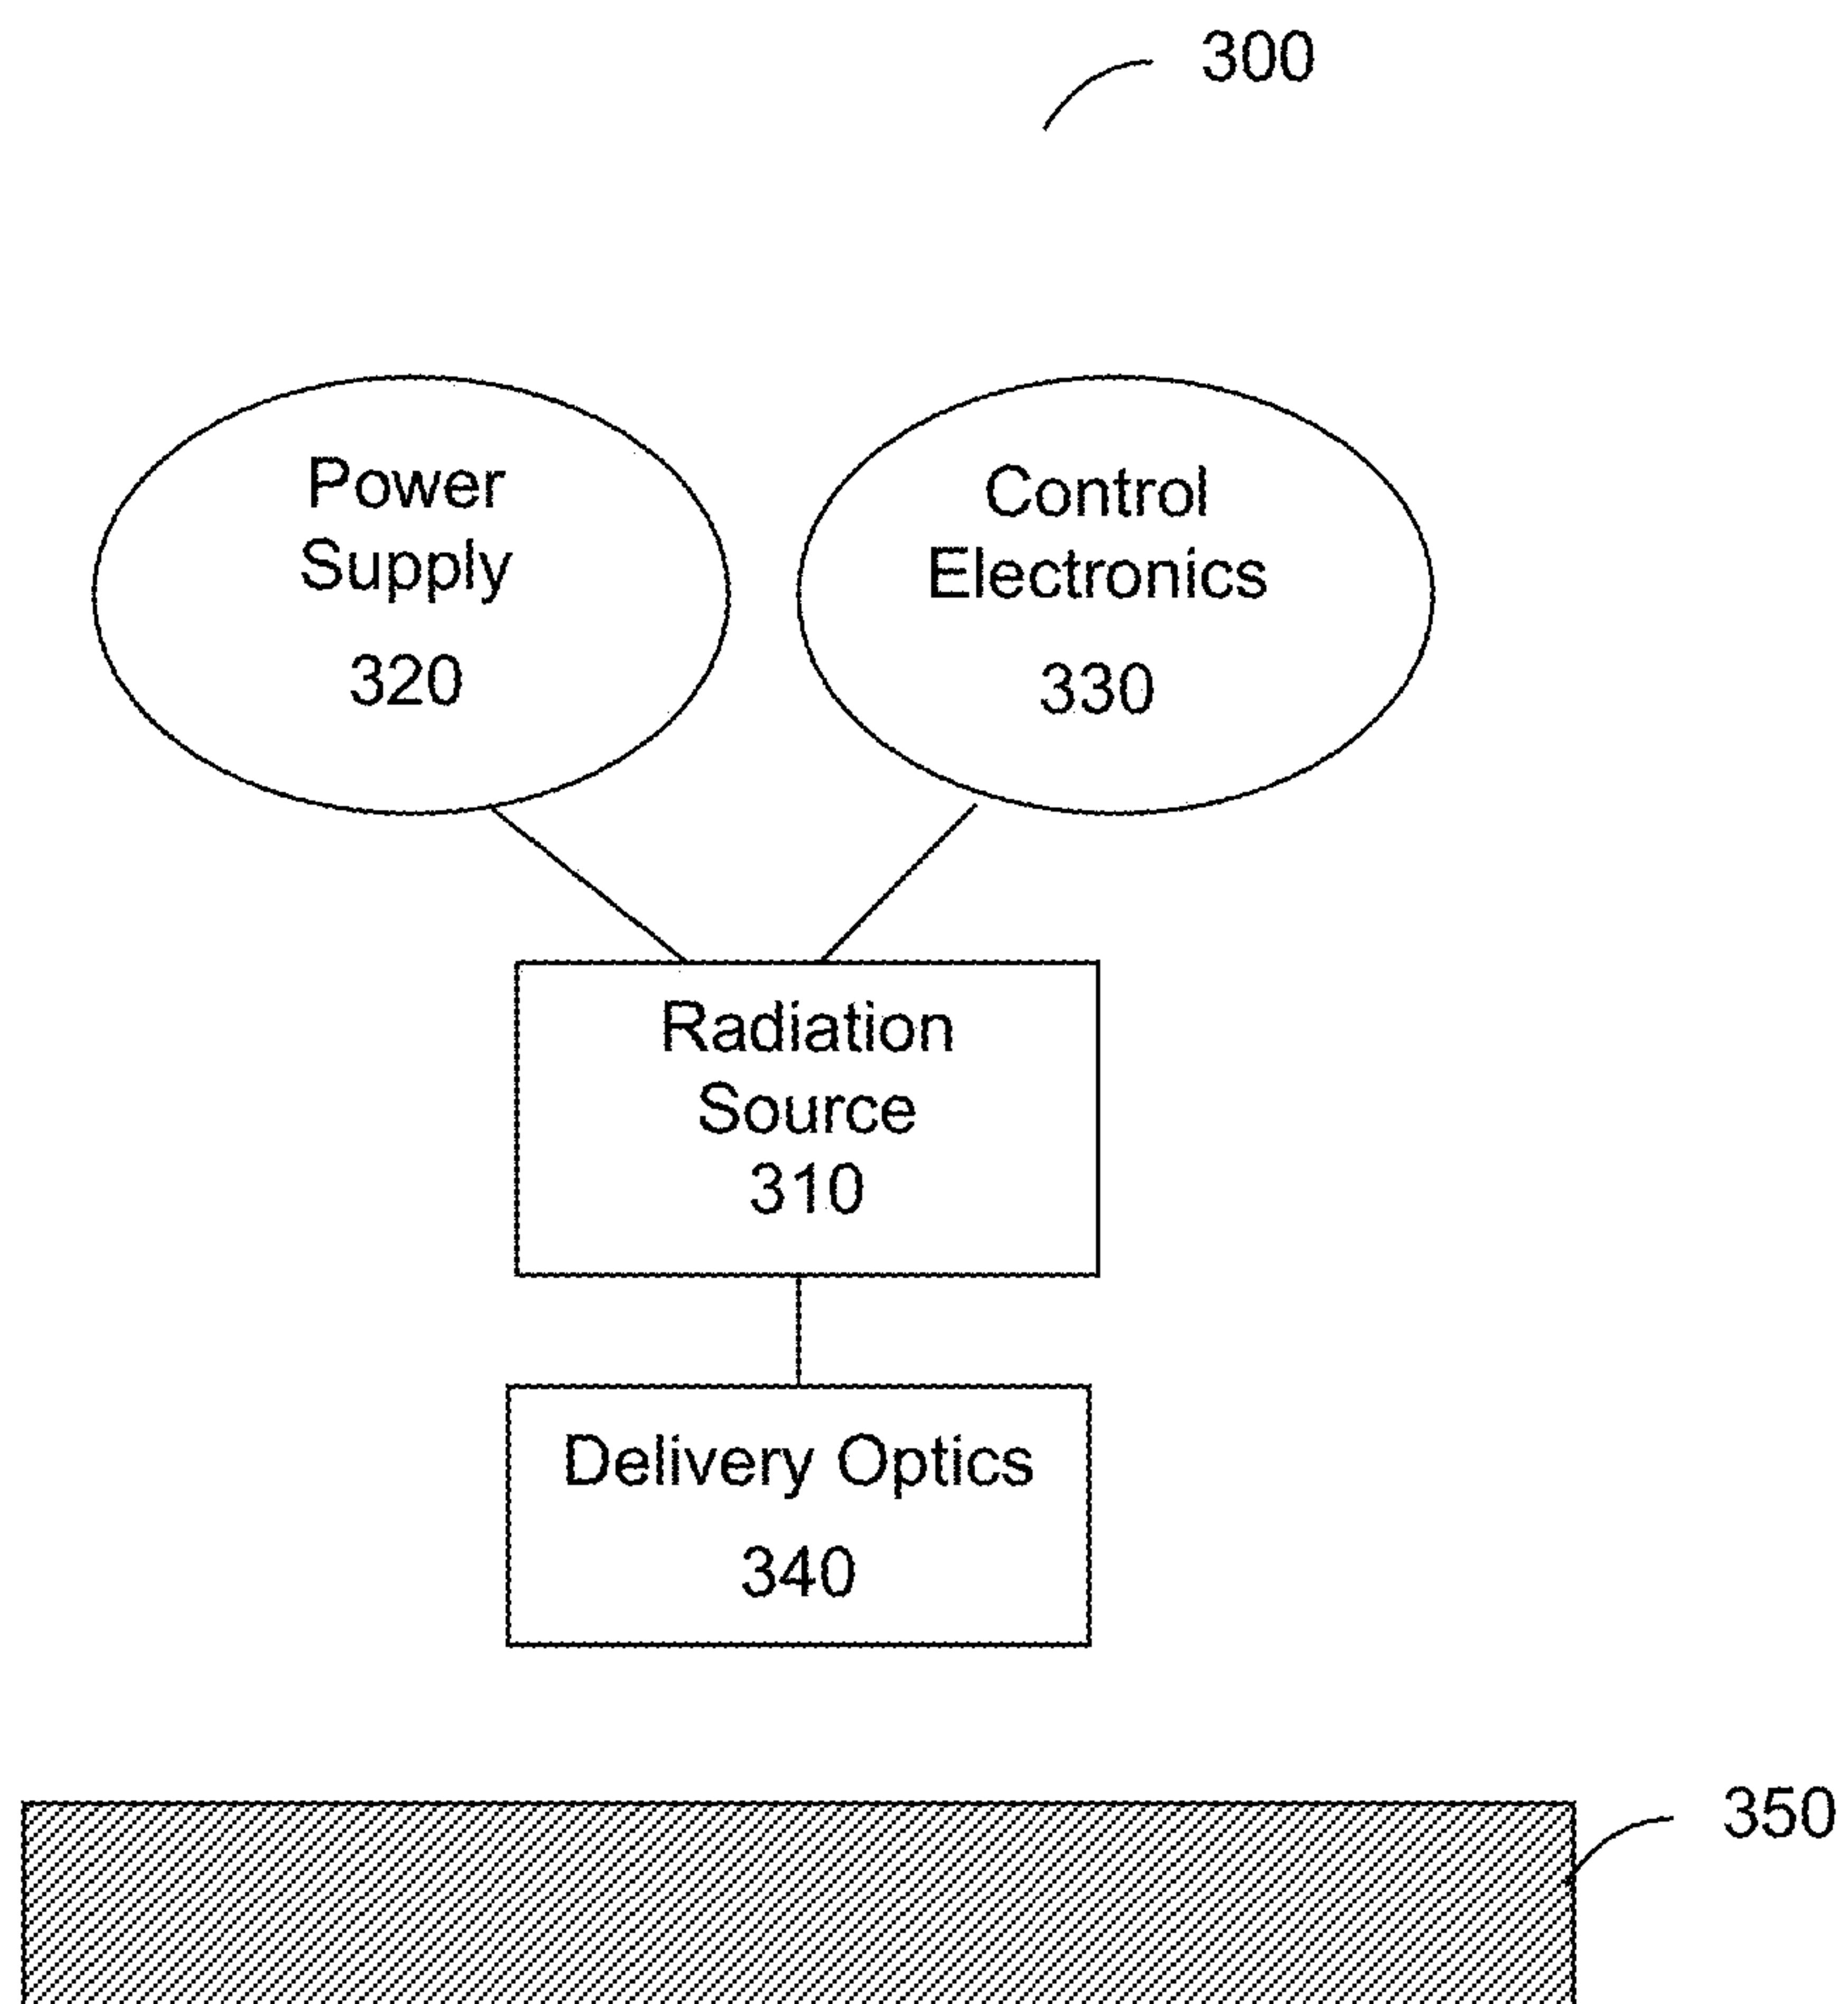 300
Power
Supply
320
Control
Electronics
330
Radiation
Source
310
Delivery Optics
340
350